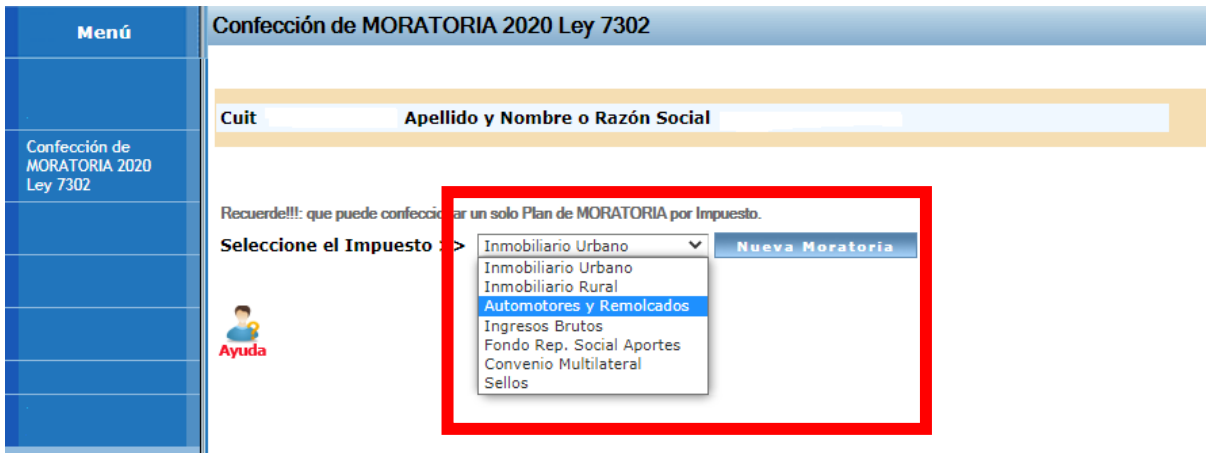 Menú
Confección de MORATORIA 2020 Ley 7302
Cuit Apellido y Nombre o Razón Social
Confección de
MORATORIA 2020
Ley 7302
Recuerde!!!: que puede confeccionar un solo Plan de MORATORIA por Impuesto.
Seleccione el Impuesto >> Inmobiliario Urbano Nueva Moratoria
Inmobiliario Urbano
Inmobiliario Rural
Automotores y Remolcados
Ingresos Brutos
Fondo Rep. Social Aportes
Convenio Multilateral
Sellos
Ayuda